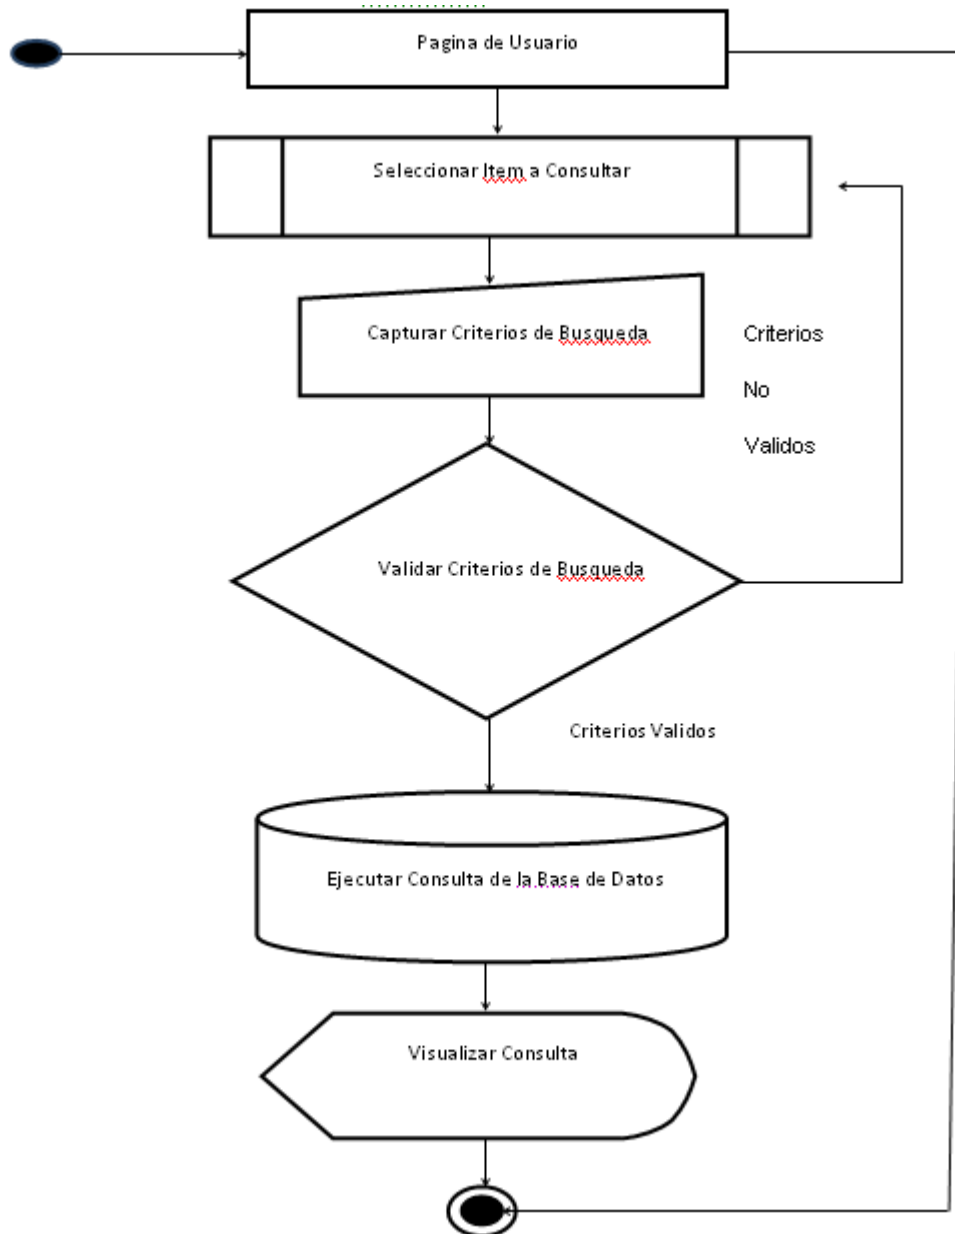 Pagina de Usuario
Seleccionar Item a Consultar
Capturar Criterios de Busqueda
Criterios
No
Validos
Validar Criterios de Busqueda
Criterios Validos
Ejecutar Consulta de la Base de Datos
Visualizar Consulta